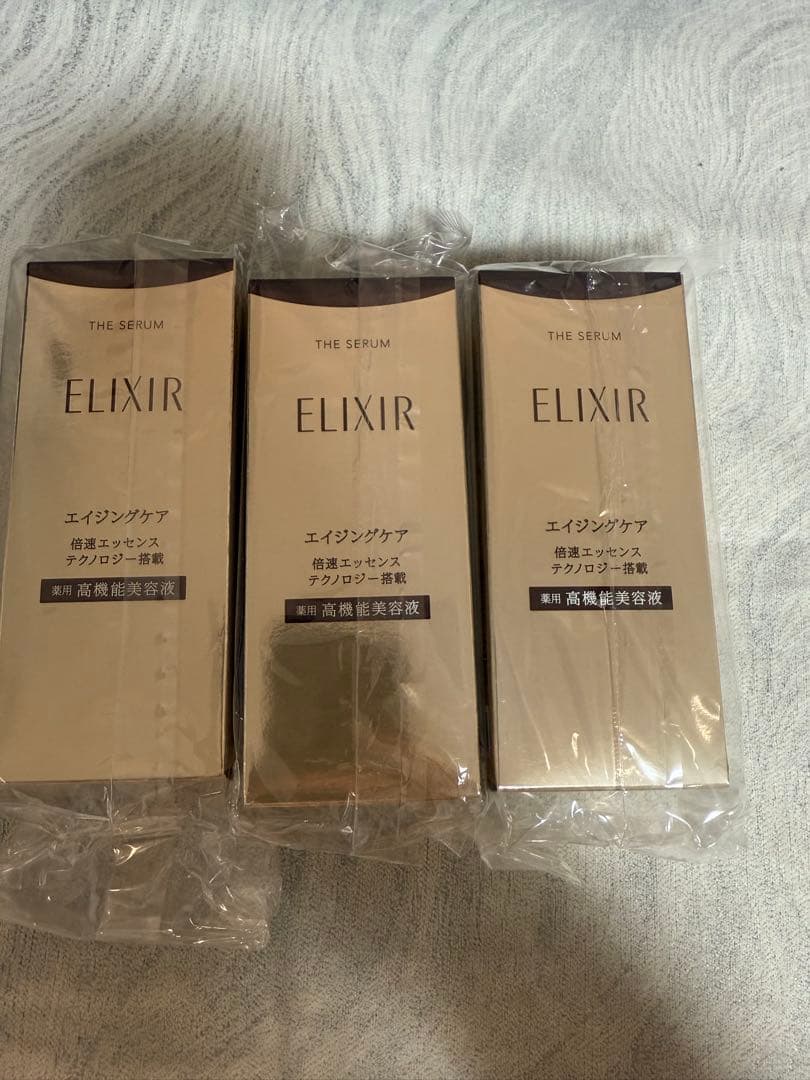 THE SERUM
ELIXIR
エイジングケア
倍速エッセンス
テクノロジー搭載
薬用 高機能美容液
THE SERUM
ELIXIR
エイジングケア
倍速エッセンス
テクノロジー搭載
薬用 高機能美容液
THE SERUM
ELIXIR
エイジングケア
倍速エッセンス
テクノロジー搭載
薬用 高機能美容液